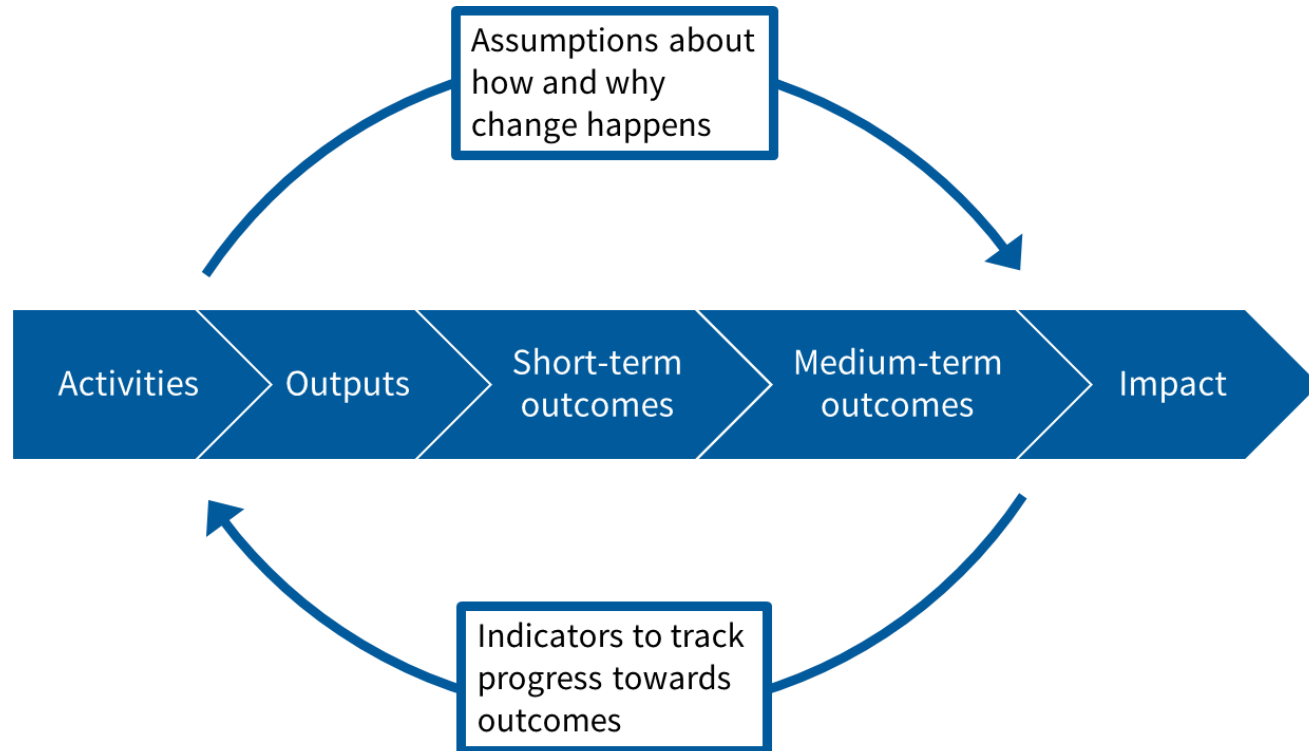 Assumptions about
how and why
change happens
Activities
Outputs
Short-term
outcomes
Medium-term
outcomes
Impact
Indicators to track
progress towards
outcomes